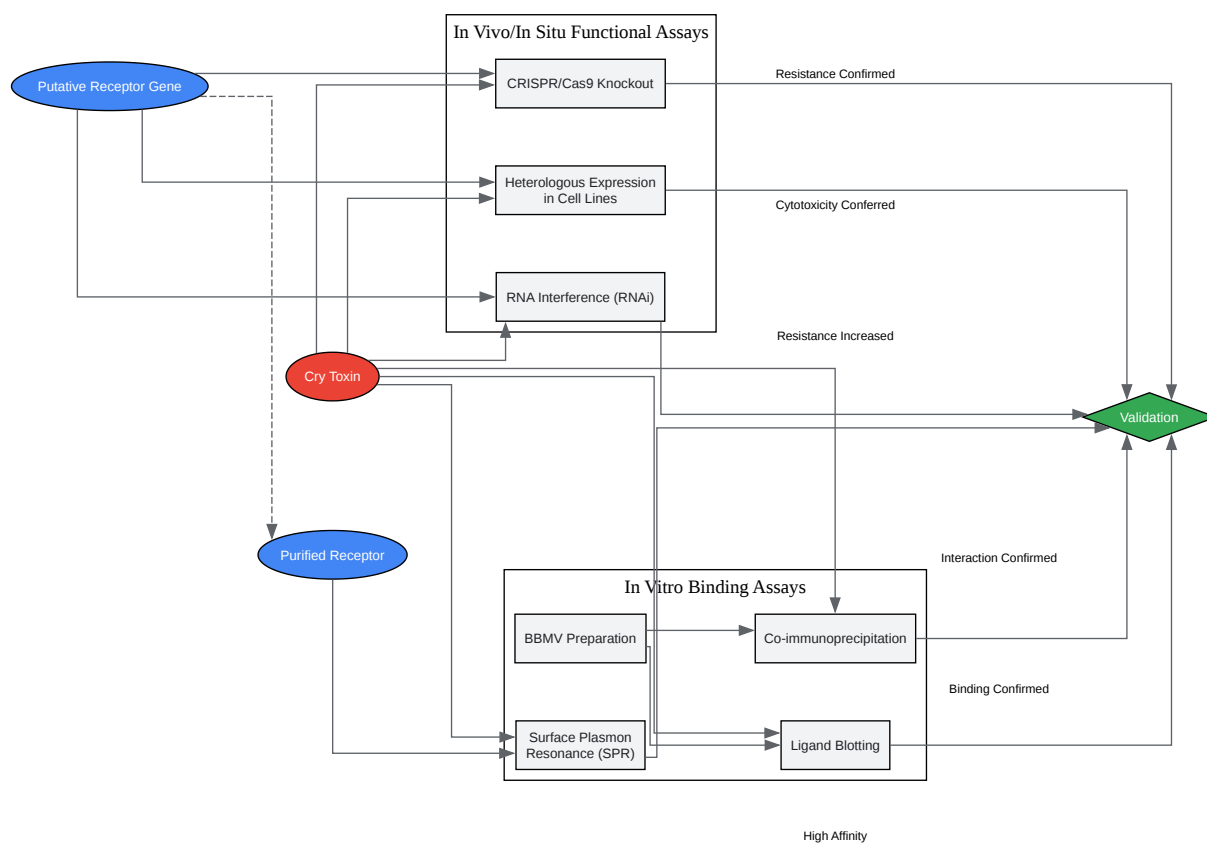 In Vivo/In Situ Functional Assays
Putative Receptor Gene
CRISPR/Cas9 Knockout
Resistance Confirmed
Heterologous Expression
in Cell Lines
Cytotoxicity Conferred
RNA Interference (RNAi)
Resistance Increased
Cry Toxin
Validation
Purified Receptor
Interaction Confirmed
In Vitro Binding Assays
BBMV Preparation
Co-immunoprecipitation
Binding Confirmed
Surface Plasmon
Resonance (SPR)
Ligand Blotting
High Affinity